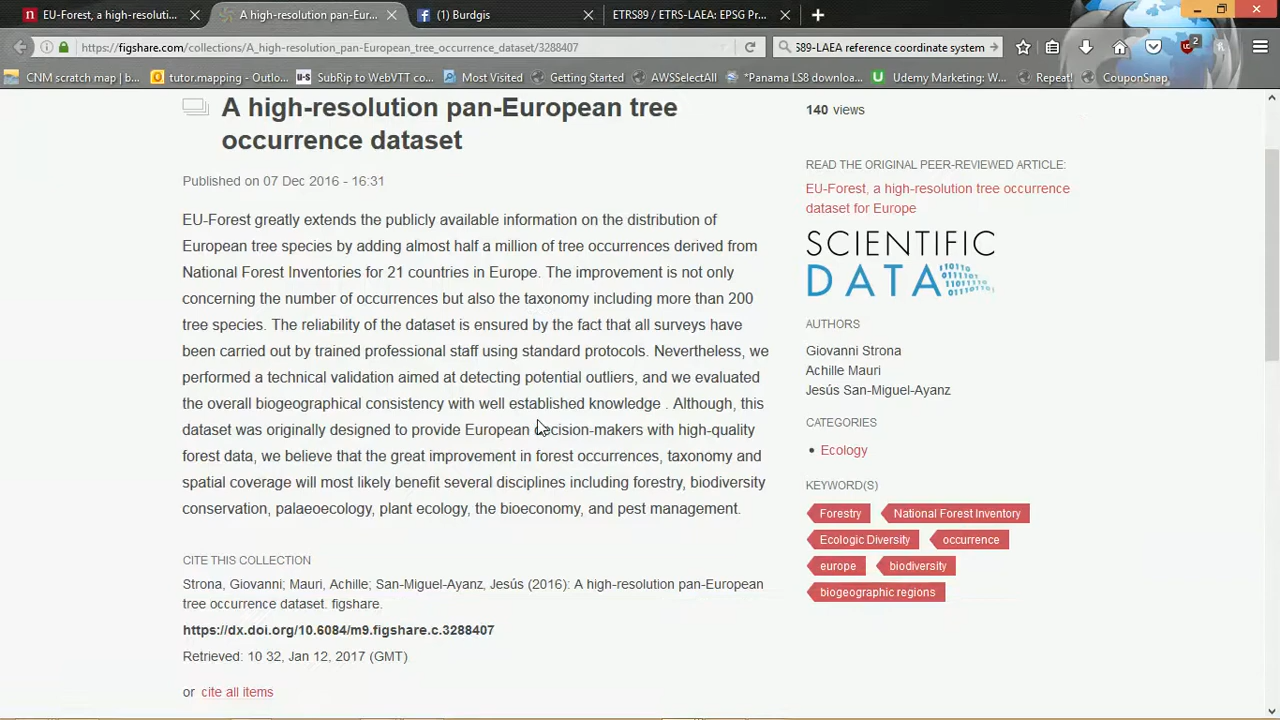 EU-Forest, a high-resoluti...
A high-resolution pan-Eur...
(1) Burdgis
ETRS89 / ETRS-LAEA: EPSG Pr...
https://figshare.com/collections/A_high-resolution_pan-European_tree_occurrence_dataset/3288407
S89-LAEA reference coordinate system
2
CNM scratch map | b...
tutor.mapping - Outlo...
SubRip to WebVTT co...
Most Visited
Getting Started
AWSSelectAll
*Panama LS8 downloa...
Udemy Marketing: W...
Repeat!
CouponSnap
A high-resolution pan-European tree
occurrence dataset
Published on 07 Dec 2016 - 16:31
EU-Forest greatly extends the publicly available information on the distribution of
European tree species by adding almost half a million of tree occurrences derived from
National Forest Inventories for 21 countries in Europe. The improvement is not only
concerning the number of occurrences but also the taxonomy including more than 200
tree species. The reliability of the dataset is ensured by the fact that all surveys have
been carried out by trained professional staff using standard protocols. Nevertheless, we
performed a technical validation aimed at detecting potential outliers, and we evaluated
the overall biogeographical consistency with well established knowledge . Although, this
dataset was originally designed to provide European decision-makers with high-quality
forest data, we believe that the great improvement in forest occurrences, taxonomy and
spatial coverage will most likely benefit several disciplines including forestry, biodiversity
conservation, palaeoecology, plant ecology, the bioeconomy, and pest management.
CITE THIS COLLECTION
Strona, Giovanni; Mauri, Achille; San-Miguel-Ayanz, Jesús (2016): A high-resolution pan-European
tree occurrence dataset. figshare.
https://dx.doi.org/10.6084/m9.figshare.c.3288407
Retrieved: 10 32, Jan 12, 2017 (GMT)
or cite all items
140 views
READ THE ORIGINAL PEER-REVIEWED ARTICLE:
EU-Forest, a high-resolution tree occurrence
dataset for Europe
SCIENTIFIC
DATA
AUTHORS
Giovanni Strona
Achille Mauri
Jesús San-Miguel-Ayanz
CATEGORIES
• Ecology
KEYWORD(S)
Forestry
National Forest Inventory
Ecologic Diversity
occurrence
europe
biodiversity
biogeographic regions